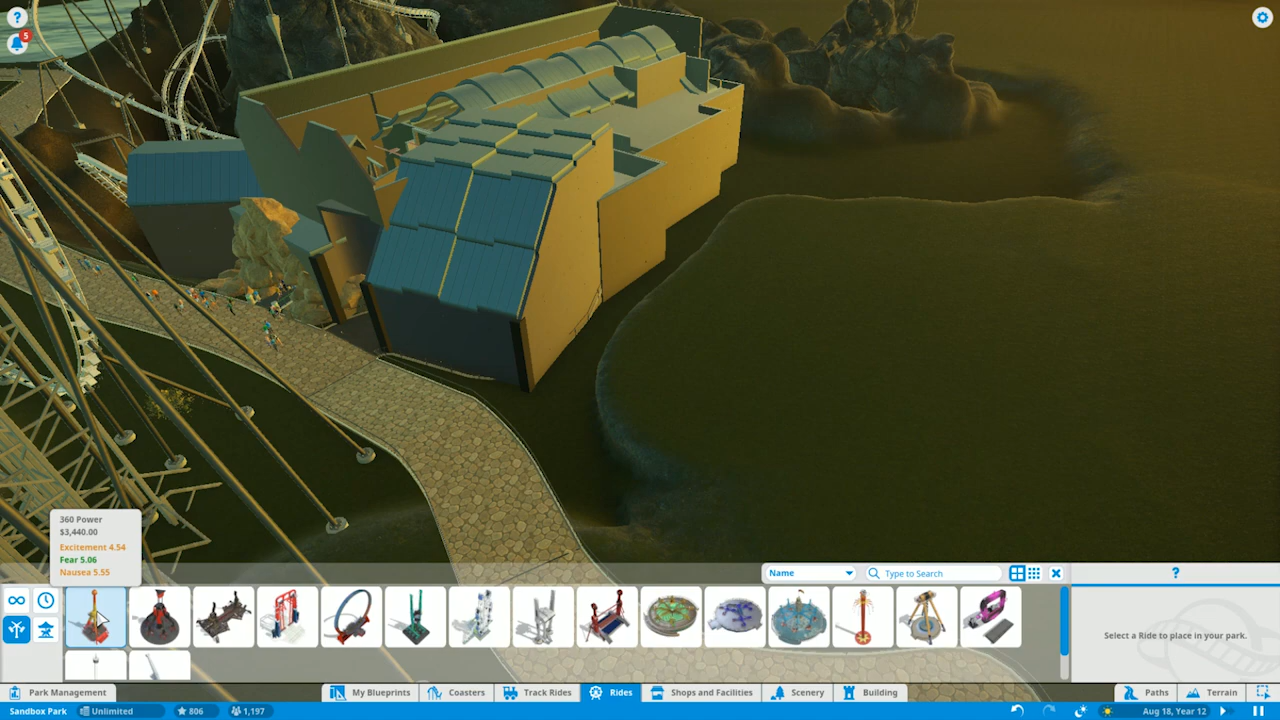 ?
5
360 Power
$3,440.00
Excitement 4.54
Fear 5.06
Nausea 5.55
Name
Type to Search
?
Select a Ride to place in your park.
Park Management
My Blueprints
Coasters
Track Rides
Rides
Shops and Facilities
Scenery
Building
Paths
Terrain
Sandbox Park
Unlimited
806
1,197
Aug 18, Year 12